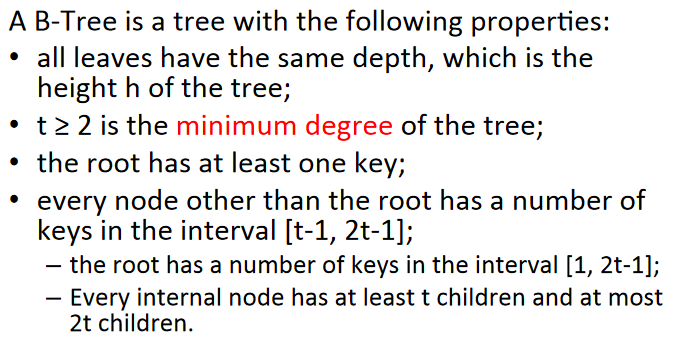 A B-Tree is a tree with the following properties:
• all leaves have the same depth, which is the
height h of the tree;
• t ≥ 2 is the minimum degree of the tree;
• the root has at least one key;
• every node other than the root has a number of
keys in the interval [t-1, 2t-1];
– the root has a number of keys in the interval [1, 2t-1];
– Every internal node has at least t children and at most
2t children.